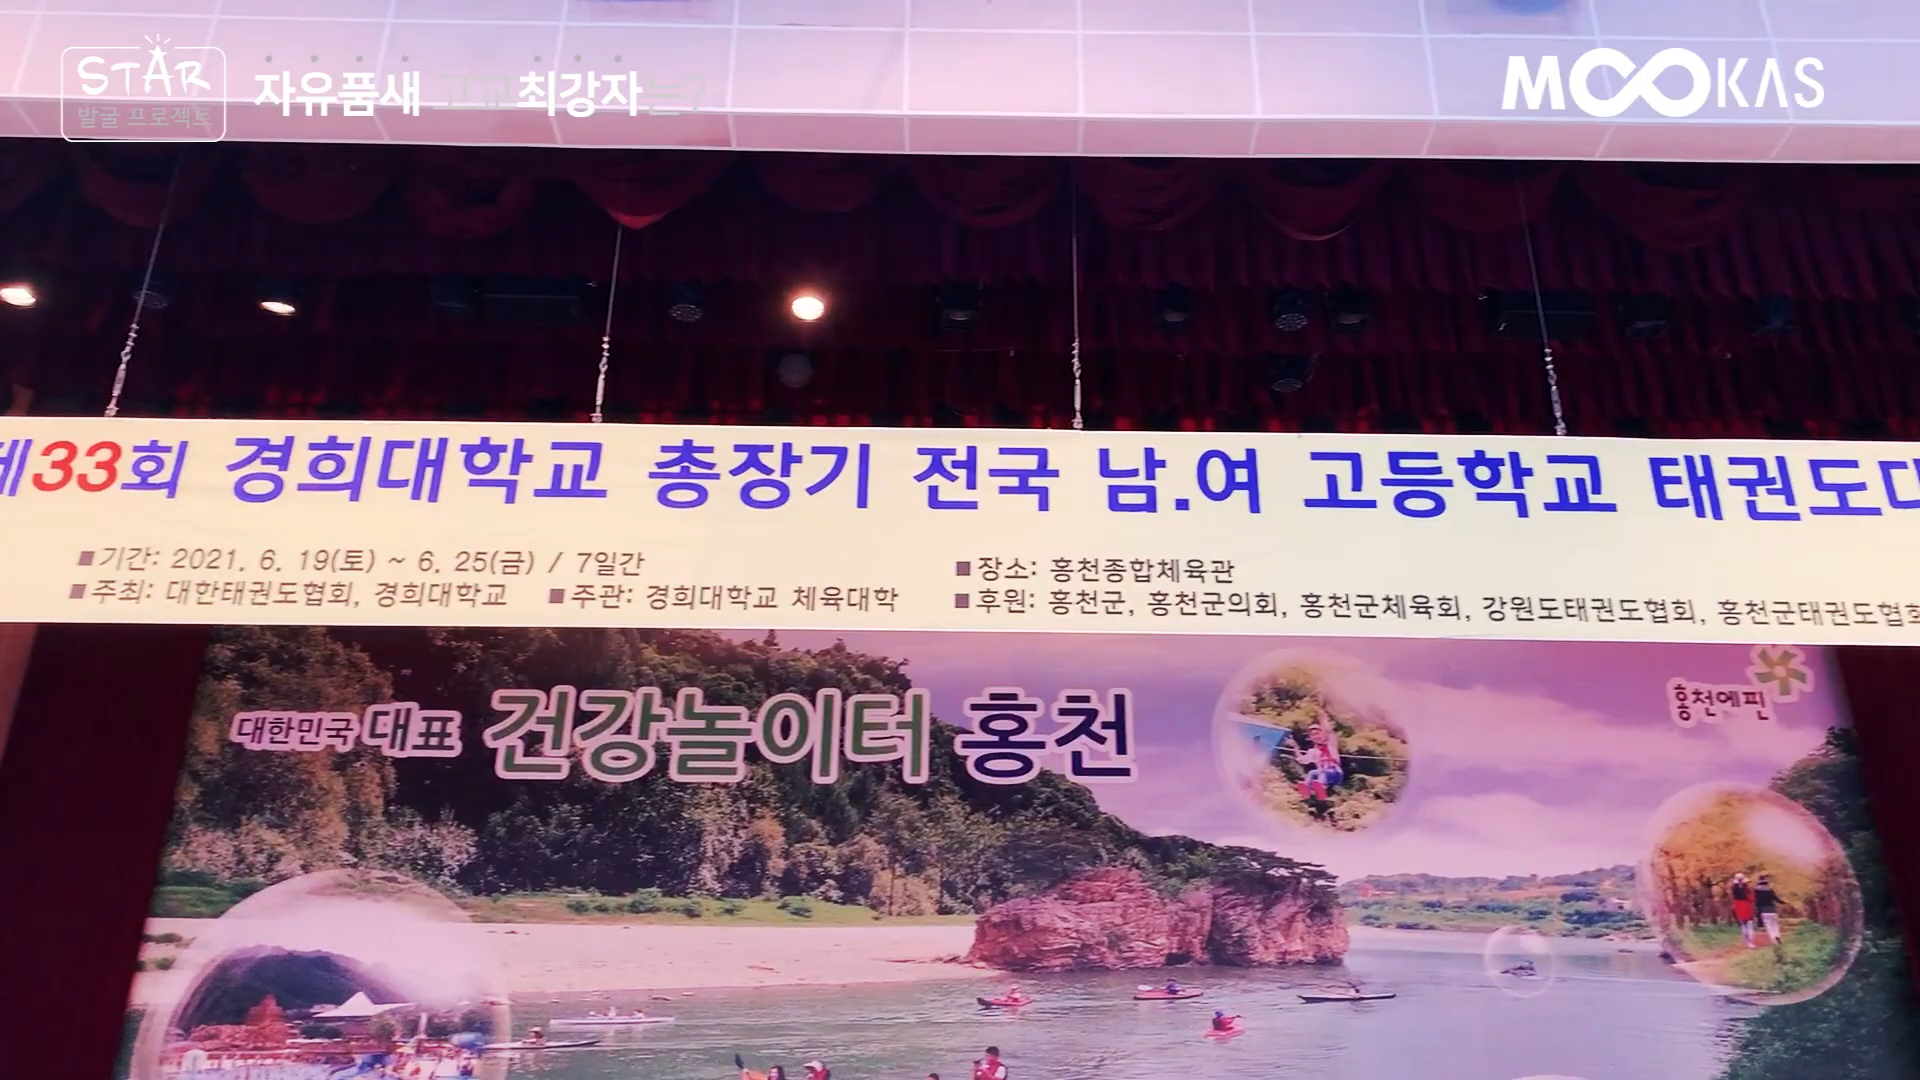 STAR
발굴 프로젝트
자유품새 고교 최강자는?
MOOKAS
제33회 경희대학교 총장기 전국 남.여 고등학교 태권도대
■기간: 2021. 6. 19(토) ~ 6. 25(금) / 7일간
■장소: 홍천종합체육관
■주최: 대한태권도협회, 경희대학교 ■주관: 경희대학교 체육대학
■후원: 홍천군, 홍천군의회, 홍천군체육회, 강원도태권도협회, 홍천군태권도협회
대한민국 대표 건강놀이터 홍천
홍천에핀